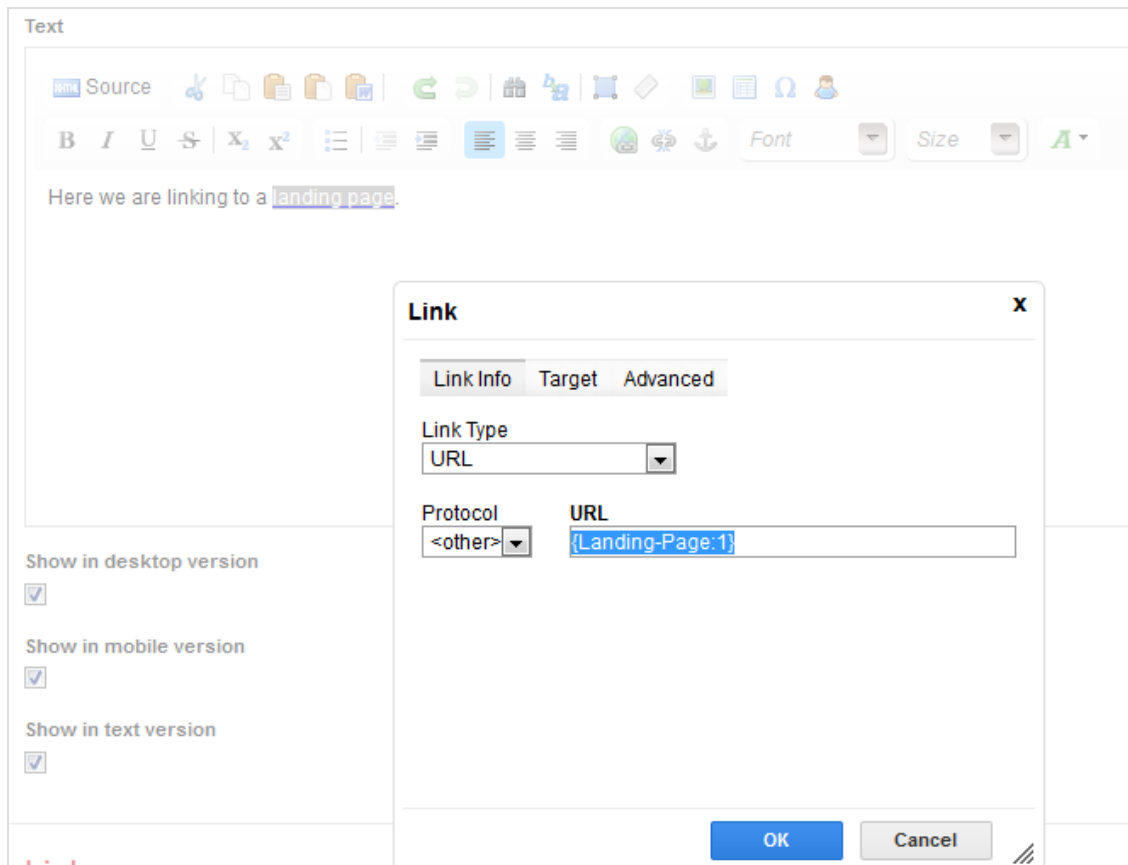 Text
Source
B I U S X2 X2 Font Size A
Here we are linking to a landing page.
Link x
Link Info Target Advanced
Link Type
URL
Protocol URL
<other> {Landing-Page:1}
Show in desktop version
Show in mobile version
Show in text version
OK Cancel